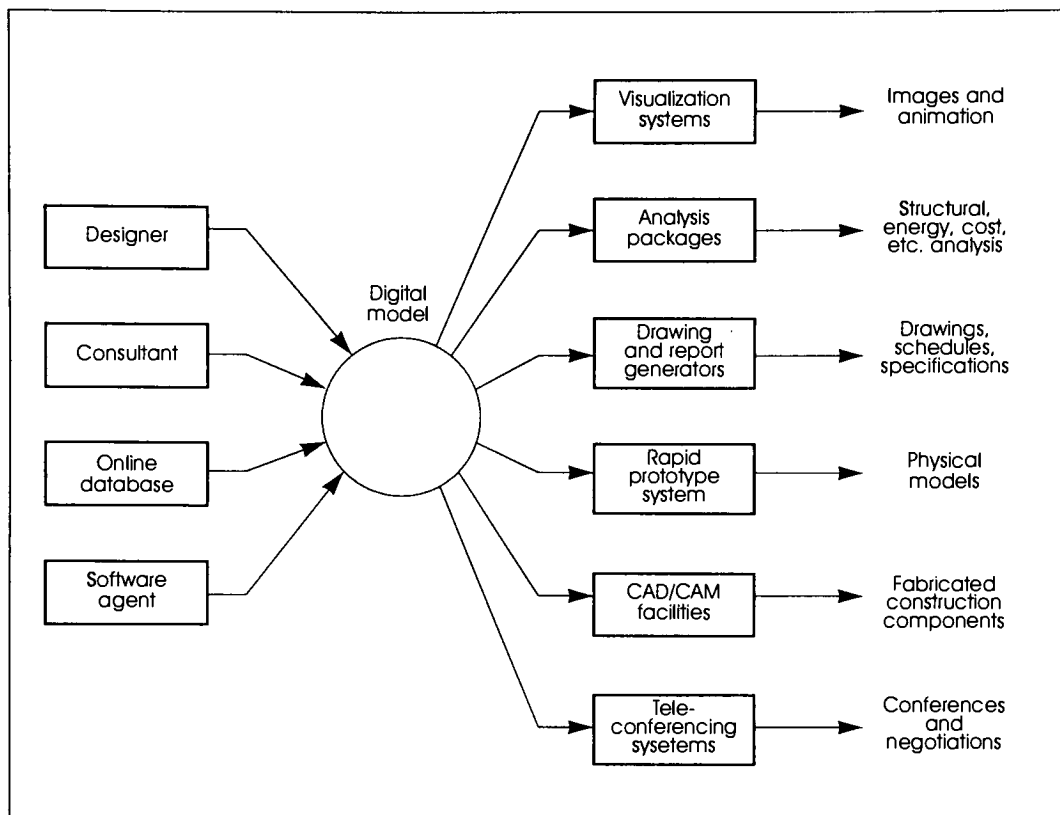 Designer
Consultant
Online
database
Software
agent
Digital
model
Visualization
systems
Analysis
packages
Drawing
and report
generators
Rapid
prototype
system
CAD/CAM
facilities
Tele-
conferencing
sysetems
Images and
animation
Structural,
energy, cost,
etc. analysis
Drawings,
schedules,
specifications
Physical
models
Fabricated
construction
components
Conferences
and
negotiations